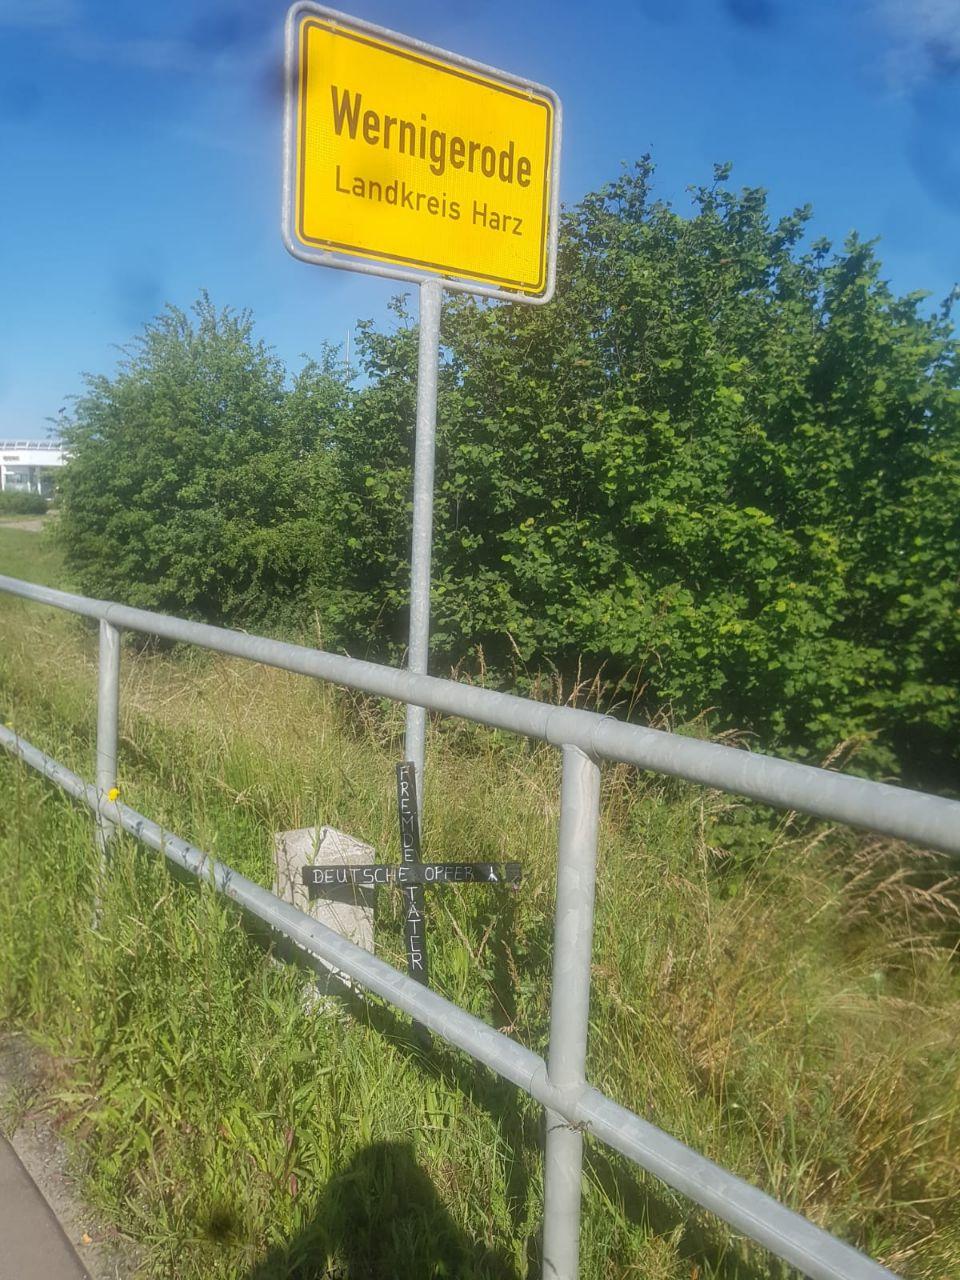 Wernigerode
Landkreis Harz
FREMDE TÄTER
DEUTSCHE OPFER